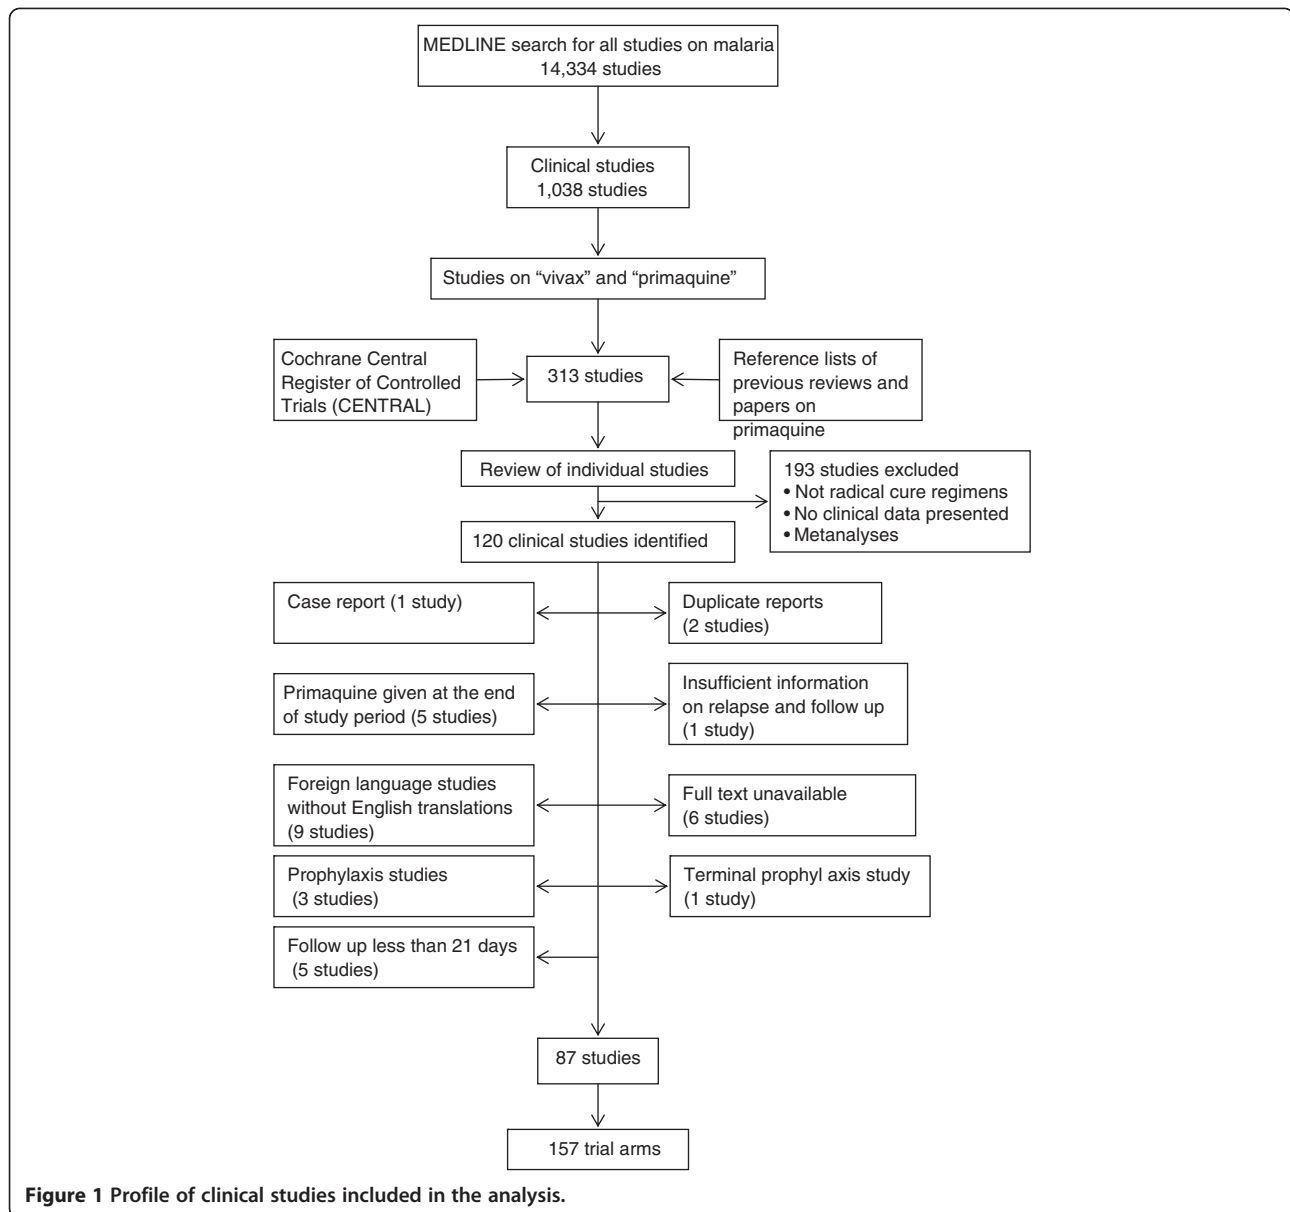 MEDLINE search for all studies on malaria
14,334 studies
Clinical studies
1,038 studies
Studies on “vivax” and “primaquine”
Cochrane Central
Register of Controlled
Trials (CENTRAL)
313 studies
Reference lists of
previous reviews and
papers on
primaquine
Review of individual studies
193 studies excluded
• Not radical cure regimens
• No clinical data presented
• Metanalyses
120 clinical studies identified
Case report (1 study)
Duplicate reports
(2 studies)
Primaquine given at the end
of study period (5 studies)
Insufficient information
on relapse and follow up
(1 study)
Foreign language studies
without English translations
(9 studies)
Full text unavailable
(6 studies)
Prophylaxis studies
(3 studies)
Terminal prophyl axis study
(1 study)
Follow up less than 21 days
(5 studies)
87 studies
157 trial arms
Figure 1 Profile of clinical studies included in the analysis.